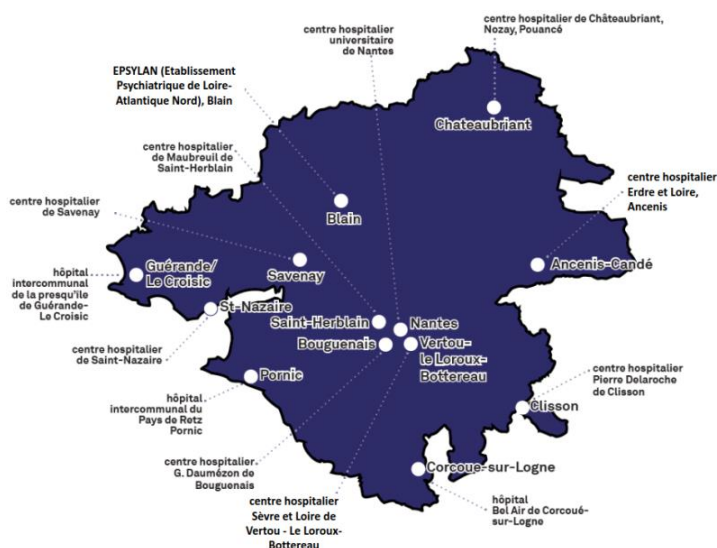 centre hospitalier
universitaire
de Nantes
centre hospitalier de Châteaubriant,
Nozay, Pouancé
EPSYLAN (Etablissement
Psychiatrique de Loire-
Atlantique Nord), Blain
Chateaubriant
centre hospitalier
de Maubreuil de
Saint-Herblain
centre hospitalier
Erdre et Loire,
Ancenis
centre hospitalier
de Savenay
Blain
hôpital
intercommunal
de la presqu'ile
de Guérande-
Le Croisic
Guérande/
Le Croisic
Savenay
Ancenis-Candé
St-Nazaire
Saint-Herblain
Nantes
Bouguenais
Vertou-
le Loroux-
Bottereau
centre hospitalier
de Saint-Nazaire
Pornic
centre hospitalier
Pierre Delaroche
de Clisson
hôpital
intercommunal du
Pays de Retz
Pornic
Clisson
centre hospitalier
G. Daumézon de
Bouguenais
Corcoue-sur-Logne
centre hospitalier
Sèvre et Loire de
Vertou - Le Loroux-
Bottereau
hôpital
Bel Air de Corcoué-
sur-Logne